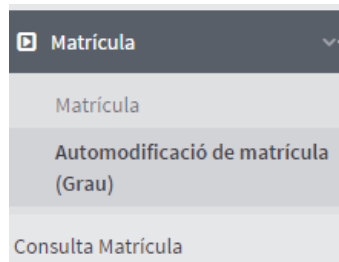 Matrícula
Matrícula
Automodificació de matrícula
(Grau)
Consulta Matrícula